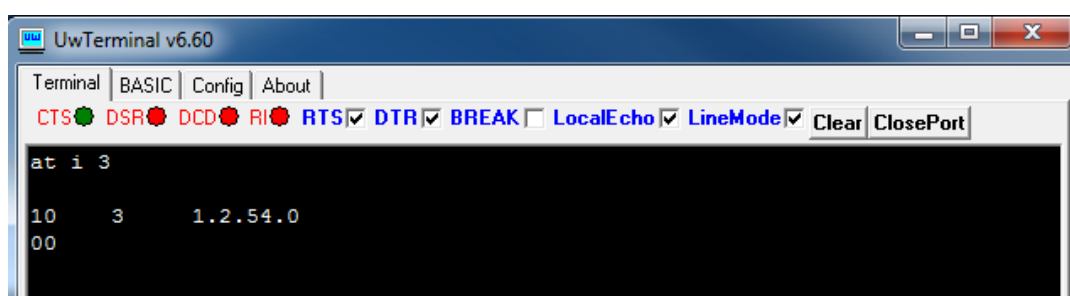 UwTerminal v6.60
Terminal BASIC Config About
CTS DSR DCD RI RTS DTR BREAK LocalEcho LineMode Clear ClosePort
at i 3
10 3 1.2.54.0
00